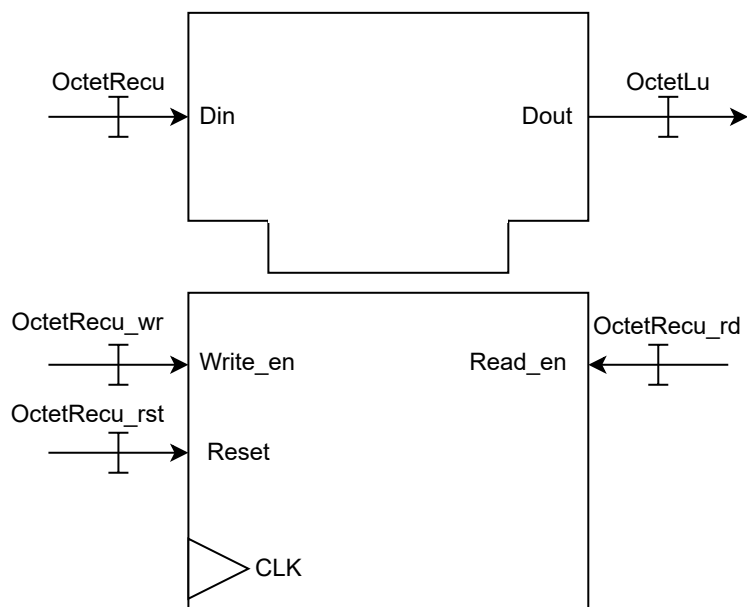 OctetRecu
OctetLu
Din
Dout
OctetRecu_wr
OctetRecu_rd
Write_en
Read_en
OctetRecu_rst
Reset
CLK